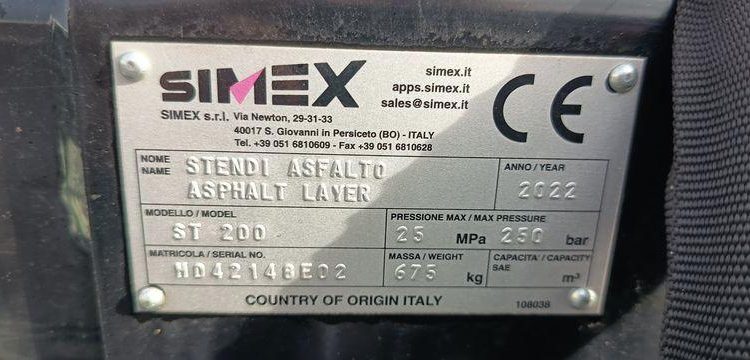 SIMEX
simex.it
apps.simex.it
sales@simex.it
CE
SIMEX s.r.l. Via Newton, 29-31-33
40017 S. Giovanni in Persiceto (BO) - ITALY
Tel. +39 051 6810609 - Fax +39 051 6810628
NOME
NAME
STENDI ASFALTO
ASPHALT LAYER
ANNO / YEAR
2022
MODELLO / MODEL
ST 200
PRESSIONE MAX / MAX PRESSURE
25 MPa 250 bar
MATRICOLA / SERIAL NO.
MASSA / WEIGHT
675 kg
CAPACITA' / CAPACITY
SAE
m³
COUNTRY OF ORIGIN ITALY
108038